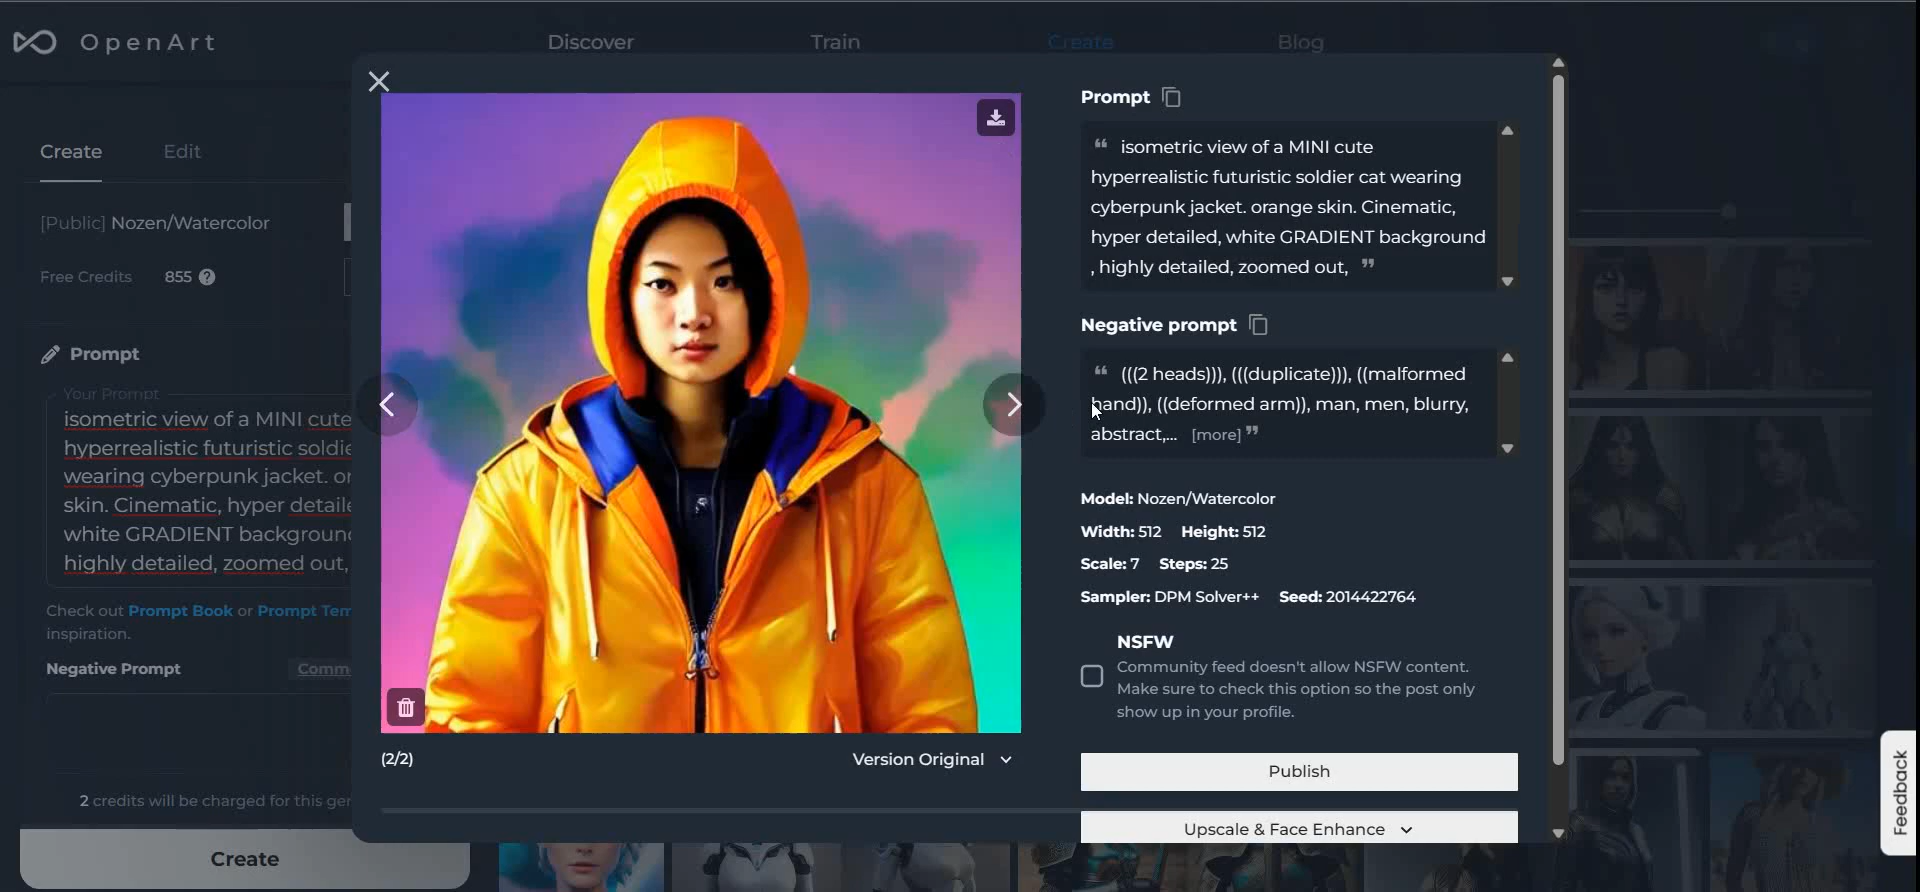 OpenArt
Discover
Train
Create
Blog
Create
Edit
[Public] Nozen/Watercolor
Free Credits 855
Prompt
Your Prompt
isometric view of a MINI cute
hyperrealistic futuristic soldie
wearing cyberpunk jacket. or
skin. Cinematic, hyper detaile
white GRADIENT background
highly detailed, zoomed out,
Check out Prompt Book or Prompt Tem
inspiration.
Negative Prompt
Comm
2 credits will be charged for this ger
Create
(2/2)
Version Original
Prompt
“ isometric view of a MINI cute
hyperrealistic futuristic soldier cat wearing
cyberpunk jacket. orange skin. Cinematic,
hyper detailed, white GRADIENT background
, highly detailed, zoomed out, ”
Negative prompt
“ (((2 heads))), (((duplicate))), ((malformed
hand)), ((deformed arm)), man, men, blurry,
abstract,... [more] ”
Model: Nozen/Watercolor
Width: 512 Height: 512
Scale: 7 Steps: 25
Sampler: DPM Solver++ Seed: 2014422764
NSFW
Community feed doesn't allow NSFW content.
Make sure to check this option so the post only
show up in your profile.
Publish
Upscale & Face Enhance
Feedback